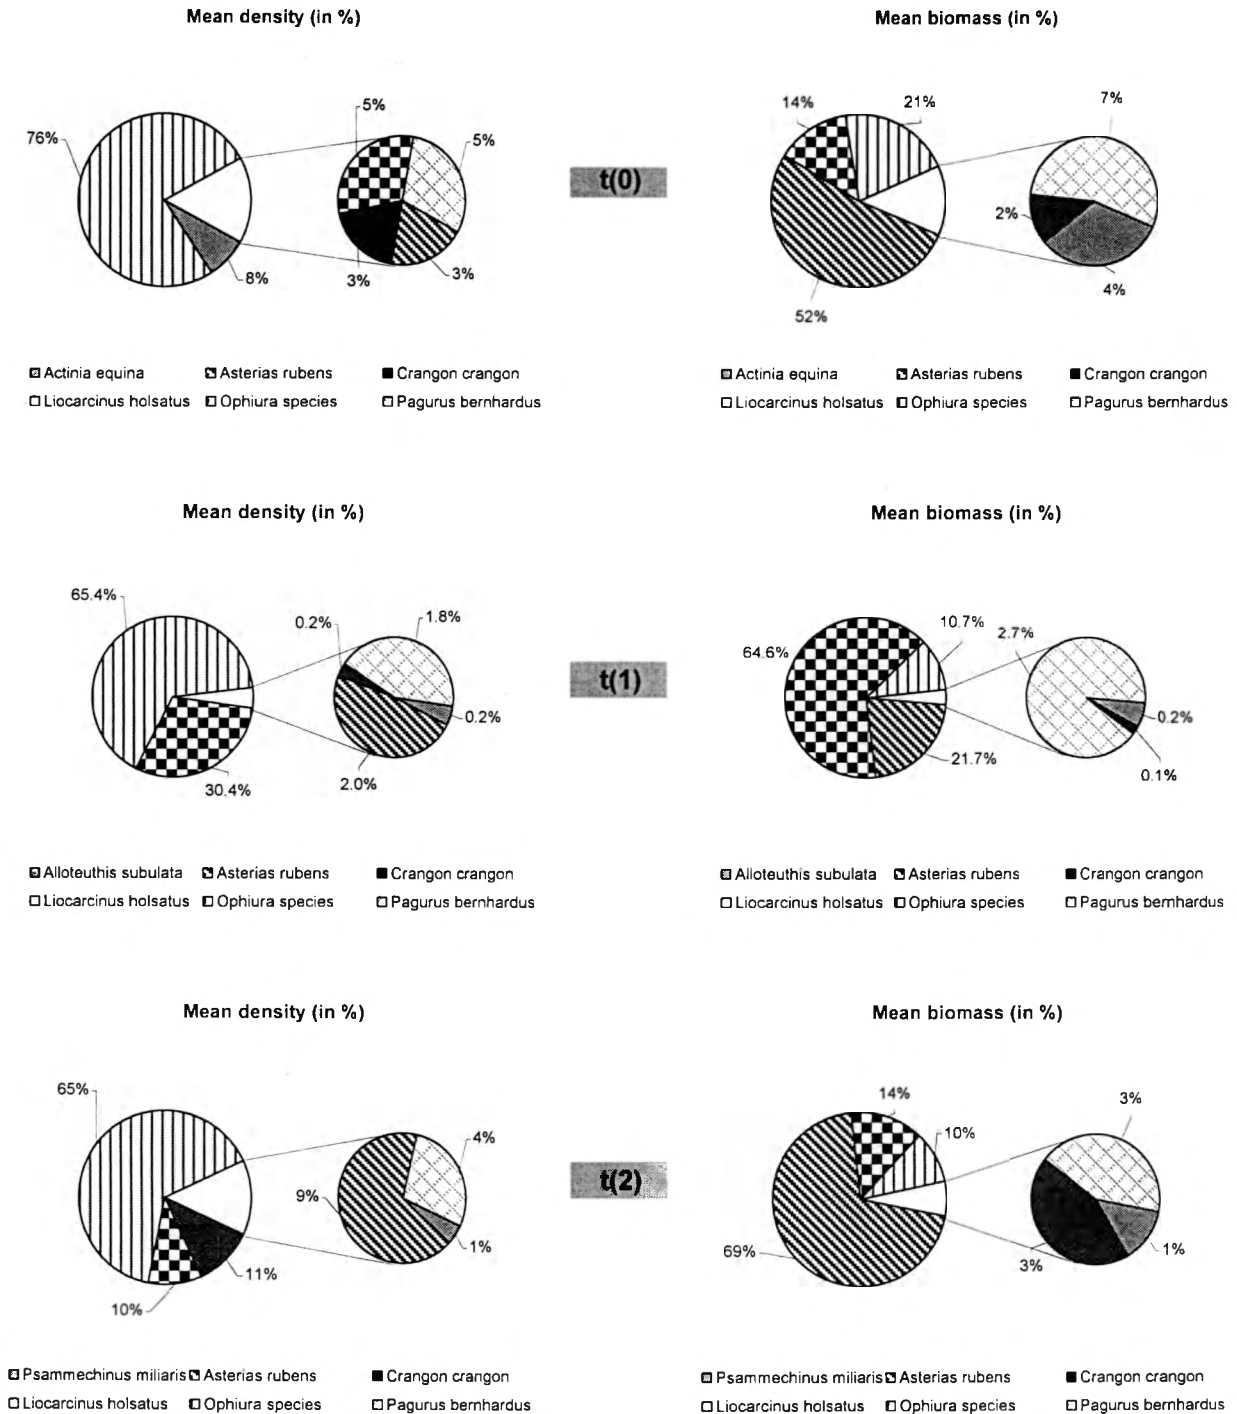 Mean density (in %)
Mean biomass (in %)
76%
5%
5%
8%
3%
3%
t(0)
14%
21%
7%
2%
52%
4%
Actinia equina Asterias rubens Crangon crangon
Liocarcinus holsatus Ophiura species Pagurus bernhardus
Actinia equina Asterias rubens Crangon crangon
Liocarcinus holsatus Ophiura species Pagurus bernhardus
Mean density (in %)
Mean biomass (in %)
65.4%
0.2%
1.8%
0.2%
30.4%
2.0%
t(1)
64.6%
10.7%
2.7%
0.2%
21.7%
0.1%
Alloteuthis subulata Asterias rubens Crangon crangon
Liocarcinus holsatus Ophiura species Pagurus bernhardus
Alloteuthis subulata Asterias rubens Crangon crangon
Liocarcinus holsatus Ophiura species Pagurus bernhardus
Mean density (in %)
Mean biomass (in %)
65%
4%
9%
1%
11%
10%
t(2)
14%
10%
3%
69%
3%
1%
Psammechinus miliaris Asterias rubens Crangon crangon
Liocarcinus holsatus Ophiura species Pagurus bernhardus
Psammechinus miliaris Asterias rubens Crangon crangon
Liocarcinus holsatus Ophiura species Pagurus bernhardus